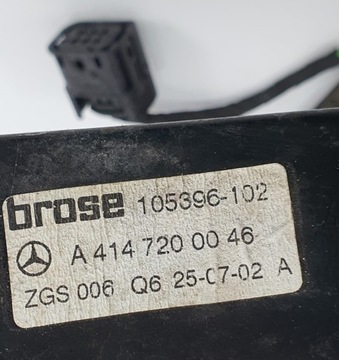 brose 105396-102
A 414 720 00 46
ZGS 006 Q6 25-07-02 A